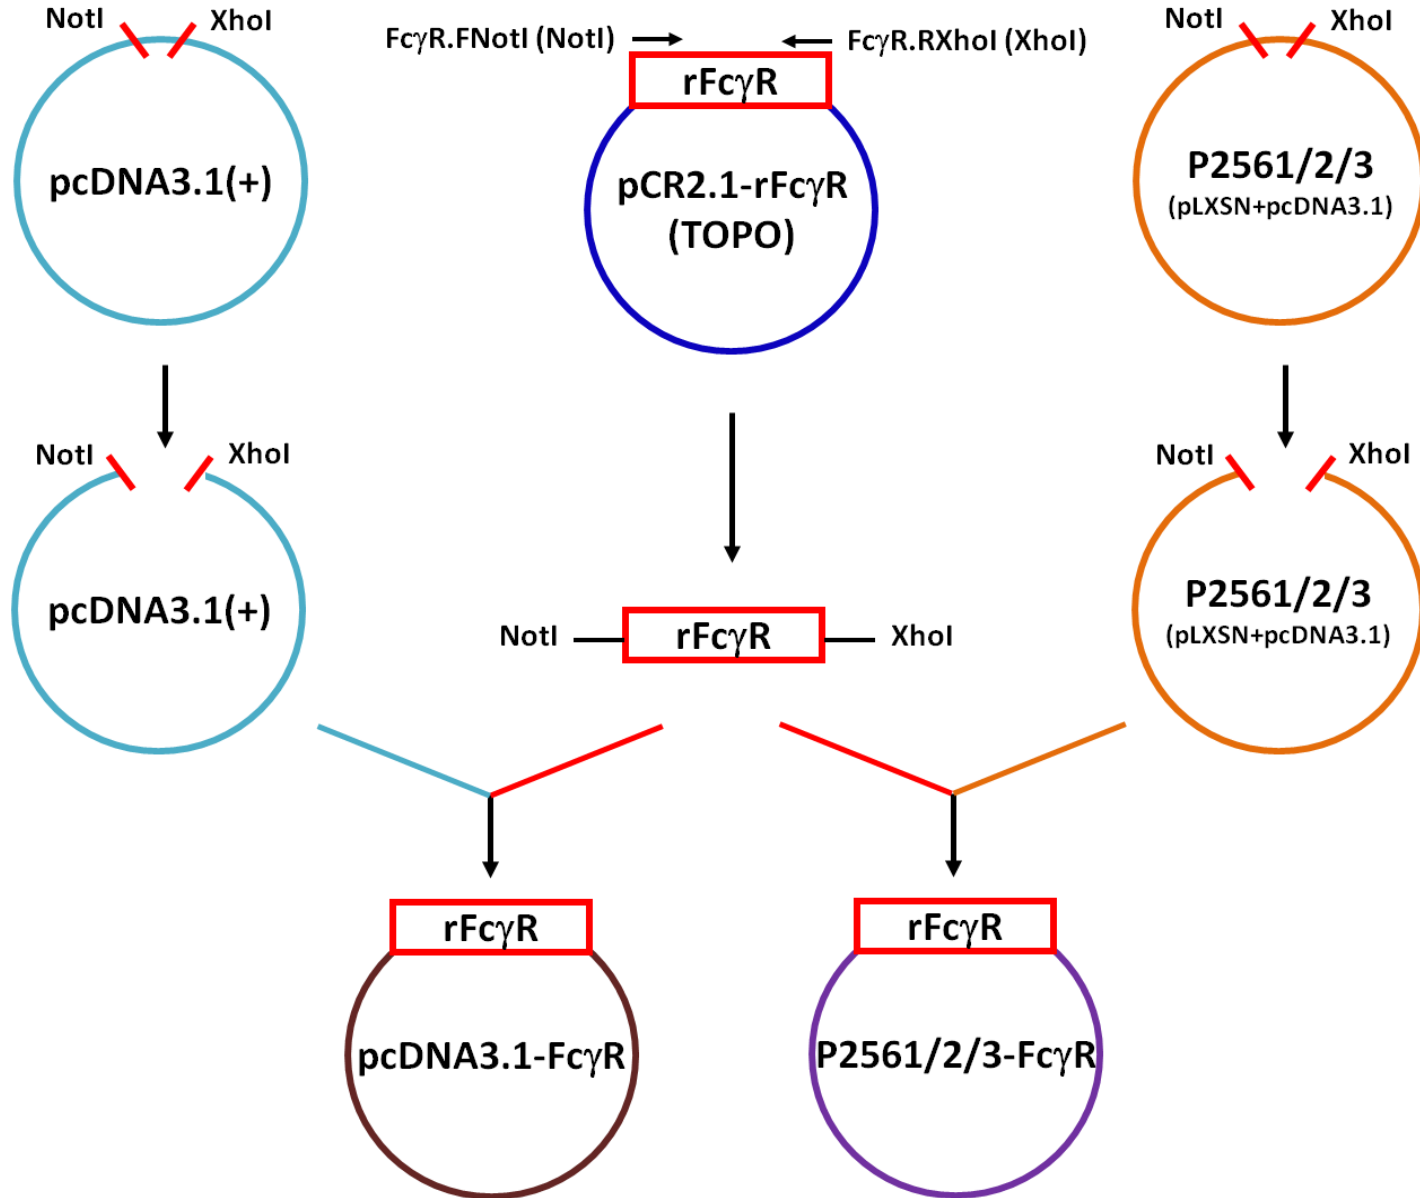 NotI XhoI
FcγR.FNotI (NotI) FcγR.RXhoI (XhoI)
NotI XhoI
rFcγR
pcDNA3.1(+)
pCR2.1-rFcγR
(TOPO)
P2561/2/3
(pLXSN+pcDNA3.1)
NotI XhoI
NotI XhoI
pcDNA3.1(+)
NotI rFcγR XhoI
P2561/2/3
(pLXSN+pcDNA3.1)
rFcγR
rFcγR
pcDNA3.1-FcγR
P2561/2/3-FcγR